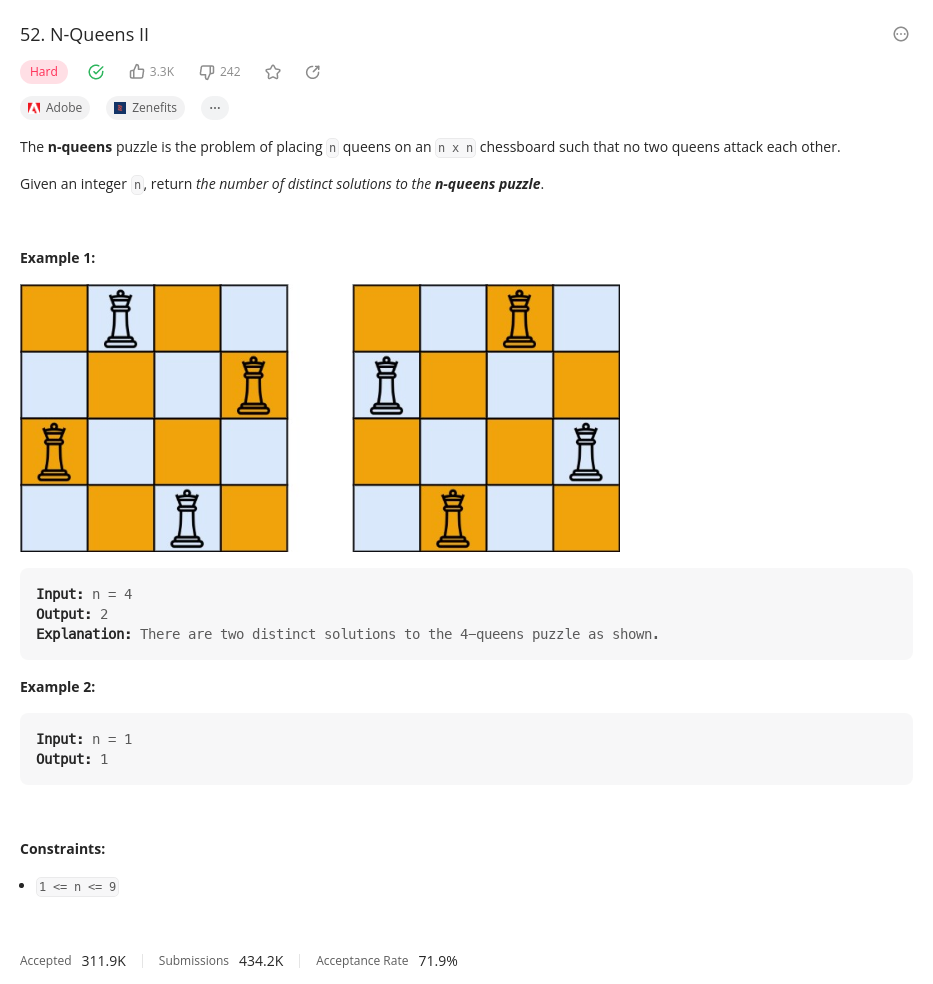 52. N-Queens II
Hard 3.3K 242
Adobe Zenefits ...
The n-queens puzzle is the problem of placing n queens on an n x n chessboard such that no two queens attack each other.
Given an integer n, return the number of distinct solutions to the n-queens puzzle.
Example 1:
Input: n = 4
Output: 2
Explanation: There are two distinct solutions to the 4-queens puzzle as shown.
Example 2:
Input: n = 1
Output: 1
Constraints:
• 1 <= n <= 9
Accepted 311.9K Submissions 434.2K Acceptance Rate 71.9%